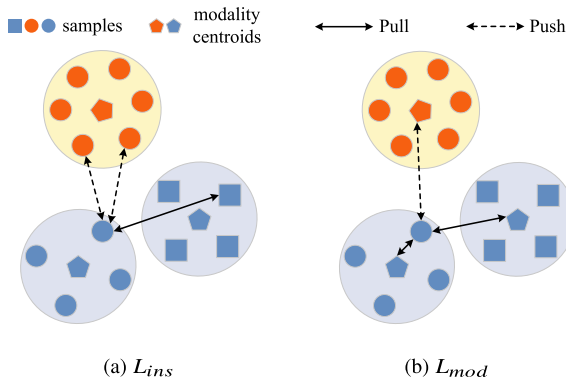 samples
modality
centroids
Pull
Push
(a) L_ins
(b) L_mod